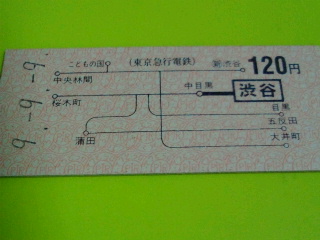 こどもの国 (東京急行電鉄) 新渋谷 120円
中央林間
中目黒 渋谷
桜木町
目黒
五反田
蒲田 大井町
9.-9.-9